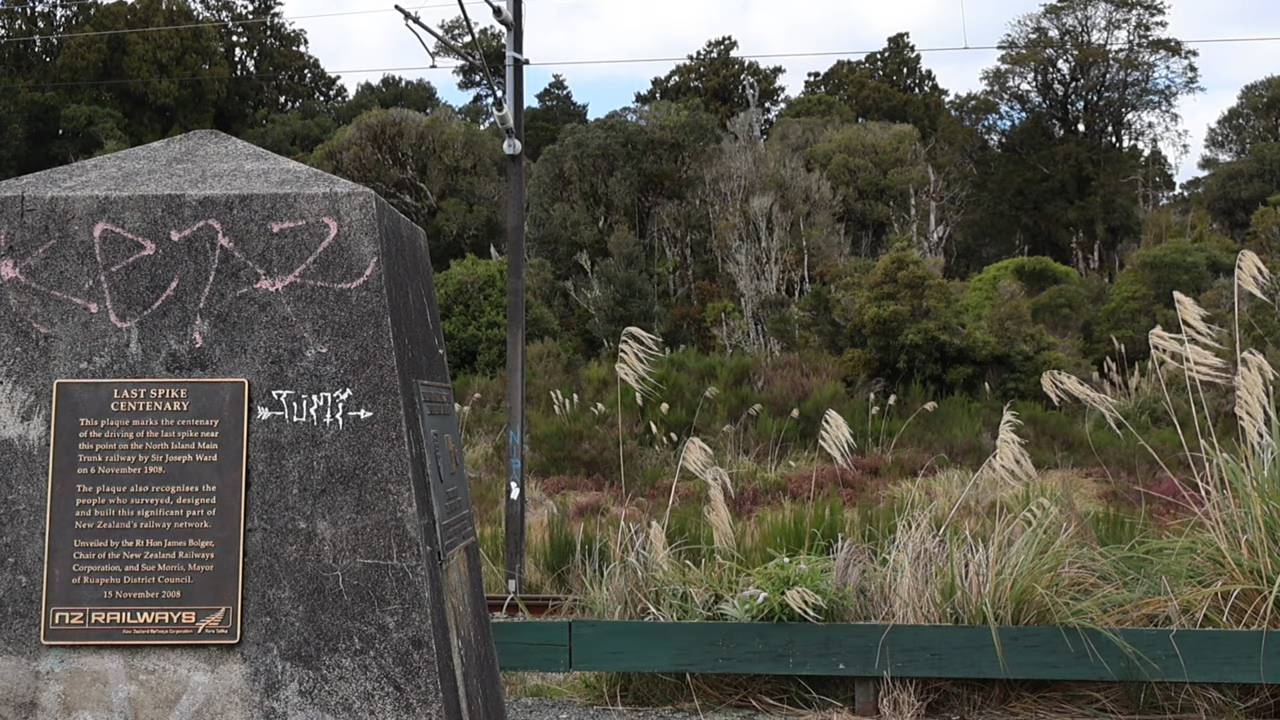 LAST SPIKE
CENTENARY
This plaque marks the centenary
of the driving of the last spike near
this point on the North Island Main
Trunk railway by Sir Joseph Ward
on 6 November 1908.
The plaque also recognises the
people who surveyed, designed
and built this significant part of
New Zealand's railway network.
Unveiled by the Rt Hon James Bolger,
Chair of the New Zealand Railways
Corporation, and Sue Morris, Mayor
of Ruapehu District Council.
15 November 2008
NZ RAILWAYS
New Zealand Railways Corporation